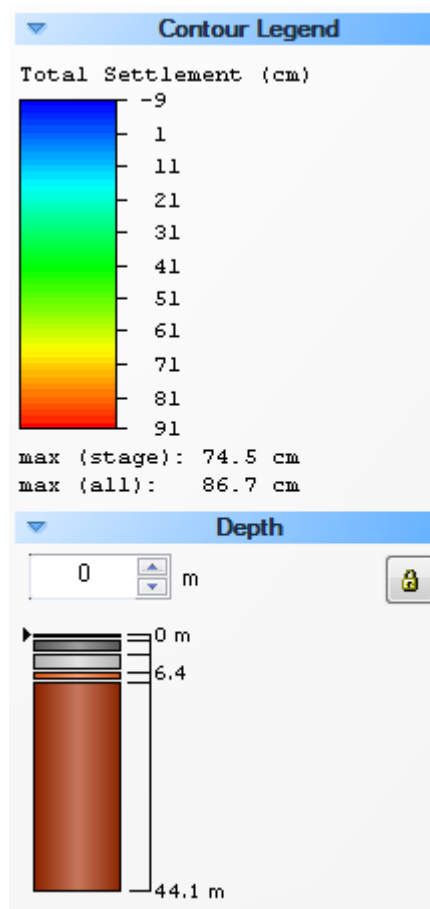 Contour Legend
Total Settlement (cm)
-9
1
11
21
31
41
51
61
71
81
91
max (stage): 74.5 cm
max (all): 86.7 cm
Depth
0 m
0 m
6.4
44.1 m